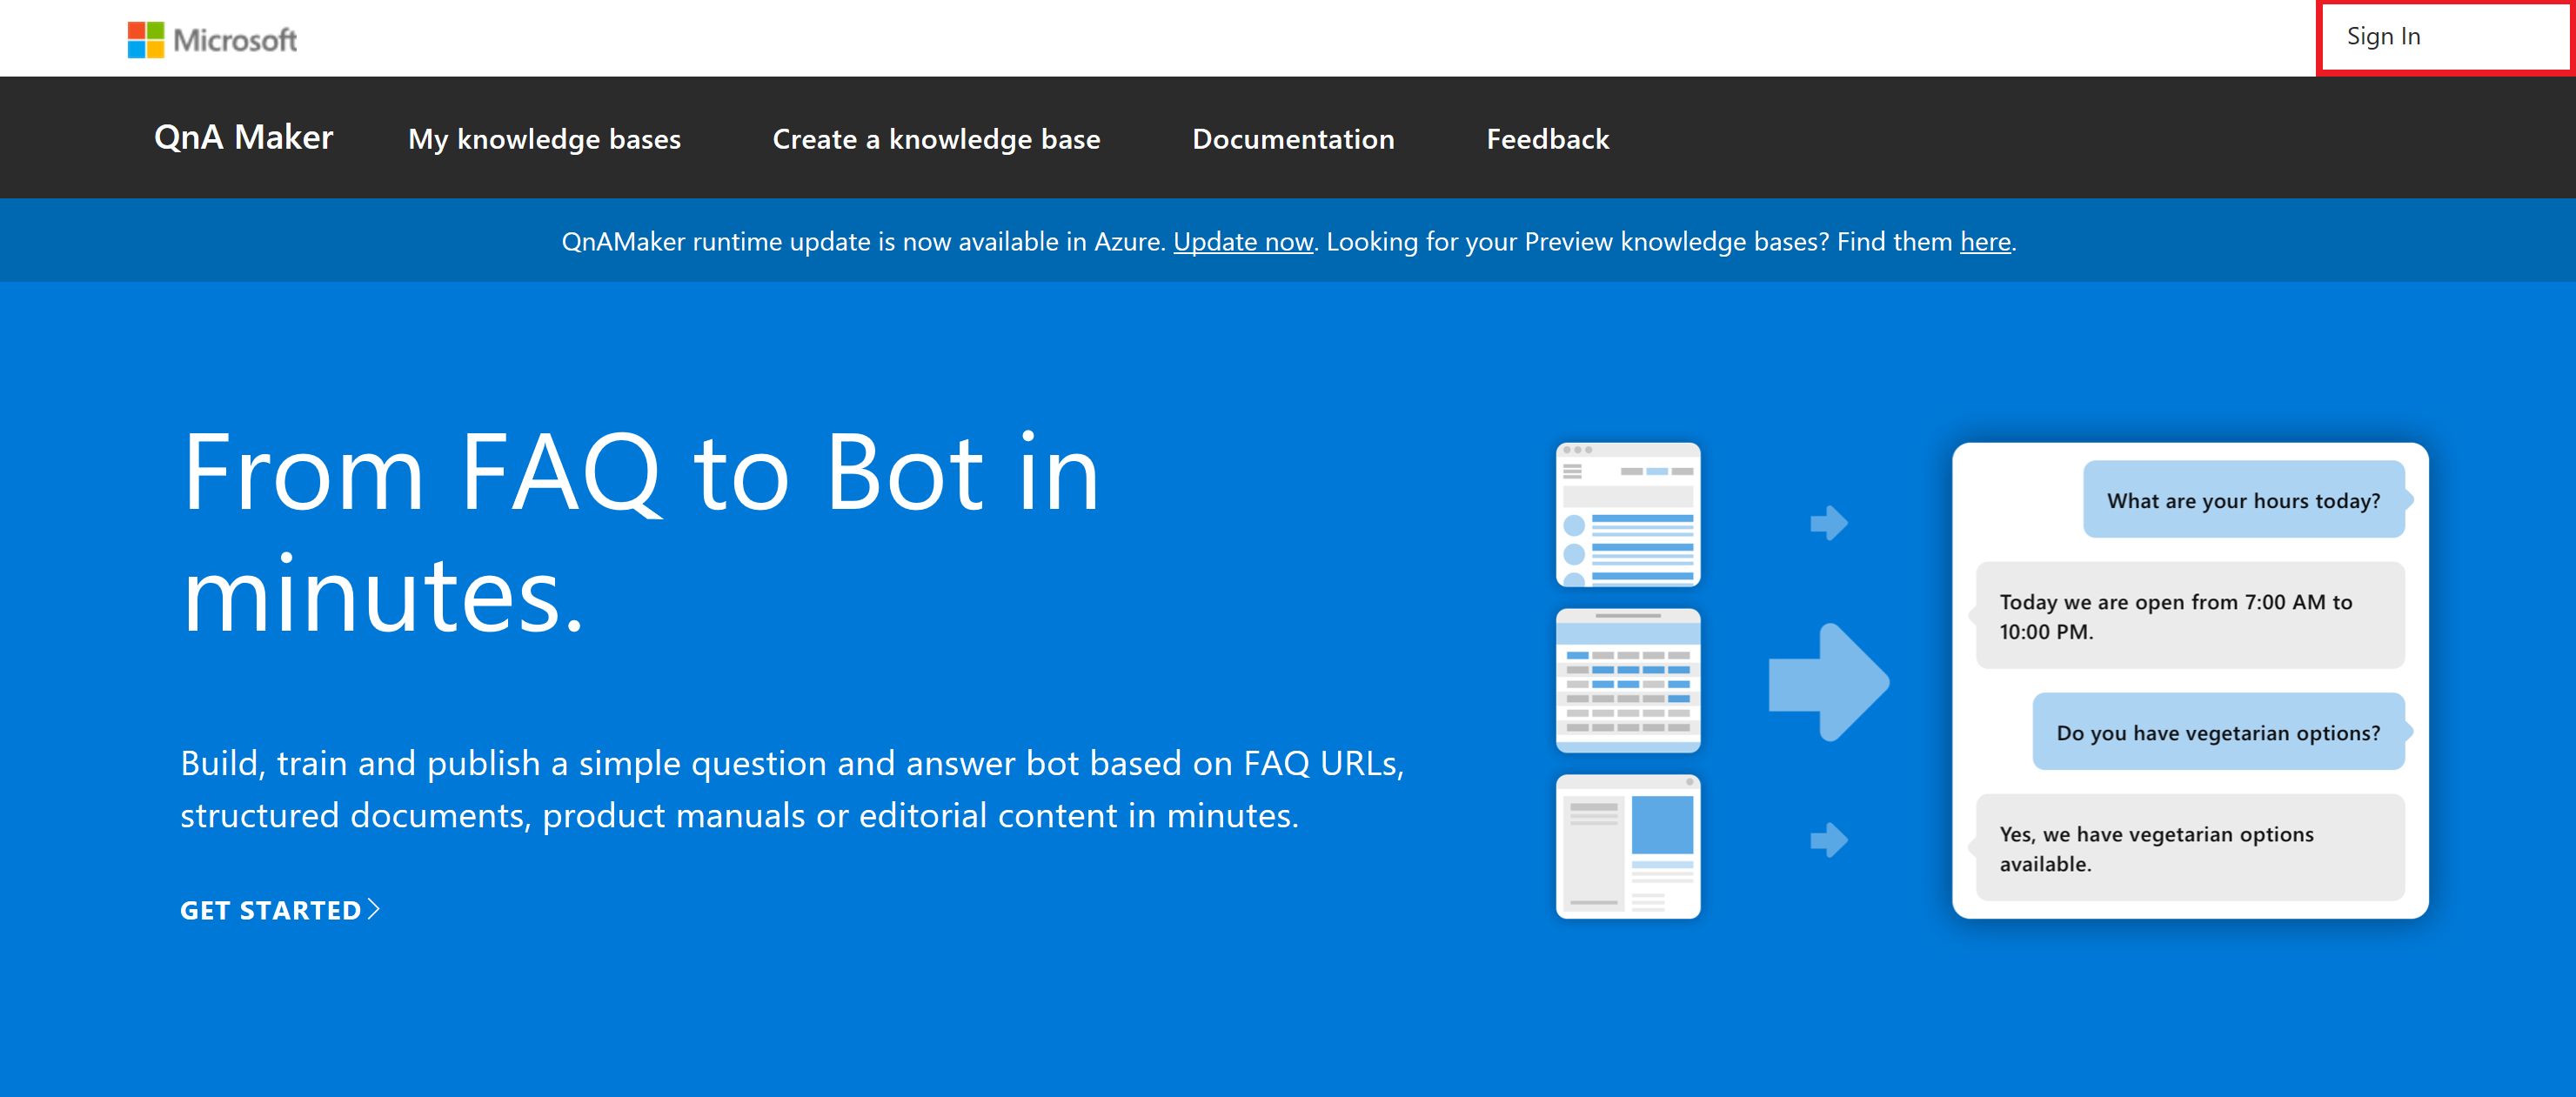 Microsoft
Sign In
QnA Maker
My knowledge bases
Create a knowledge base
Documentation
Feedback
QnAMaker runtime update is now available in Azure. Update now. Looking for your Preview knowledge bases? Find them here.
From FAQ to Bot in
minutes.
Build, train and publish a simple question and answer bot based on FAQ URLs,
structured documents, product manuals or editorial content in minutes.
GET STARTED
What are your hours today?
Today we are open from 7:00 AM to
10:00 PM.
Do you have vegetarian options?
Yes, we have vegetarian options
available.